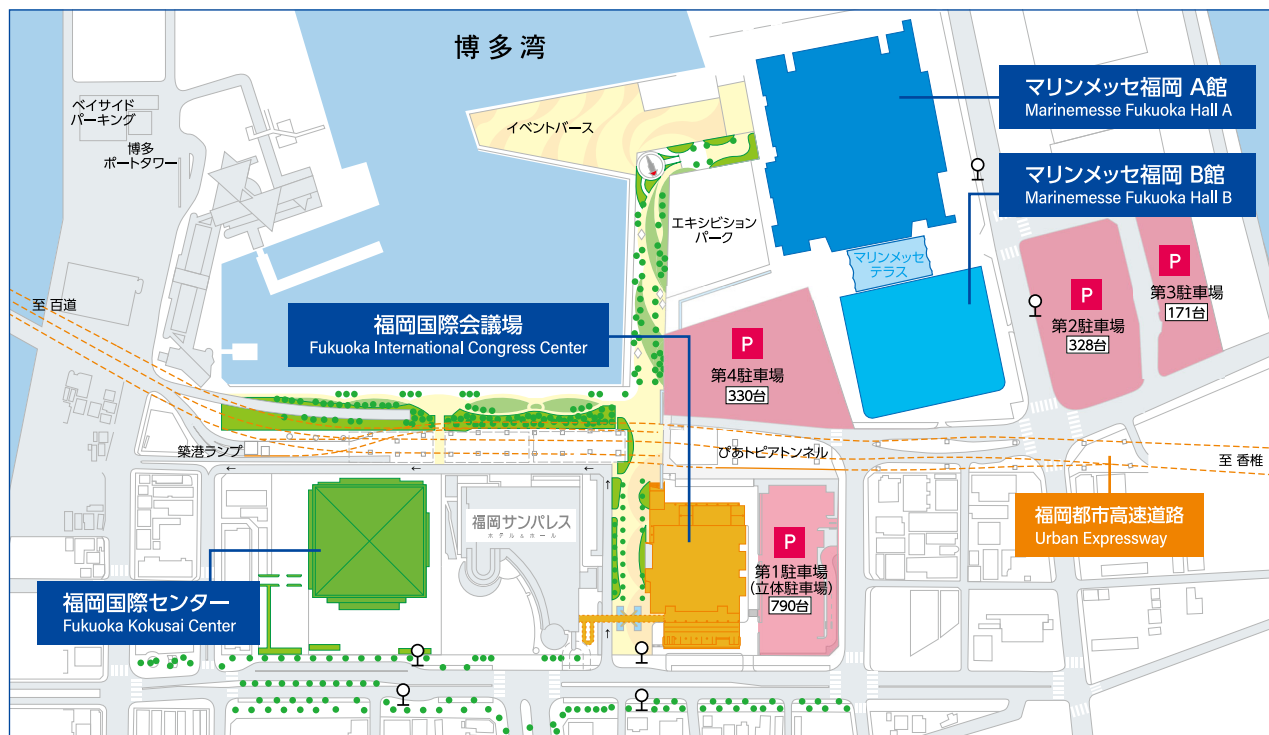 博多湾
マリンメッセ福岡 A館
Marinemesse Fukuoka Hall A
ベイサイド
パーキング
イベントバース
博多
ポートタワー
マリンメッセ福岡 B館
Marinemesse Fukuoka Hall B
エキシビション
パーク
マリンメッセ
テラス
P
第3駐車場
171台
P
第2駐車場
328台
至 百道
福岡国際会議場
Fukuoka International Congress Center
P
第4駐車場
330台
築港ランプ
←
←
←
ぴあトピアトンネル
至 香椎
↑
福岡サンパレス
ホテル&ホール
福岡都市高速道路
Urban Expressway
P
第1駐車場
(立体駐車場)
790台
福岡国際センター
Fukuoka Kokusai Center
↑